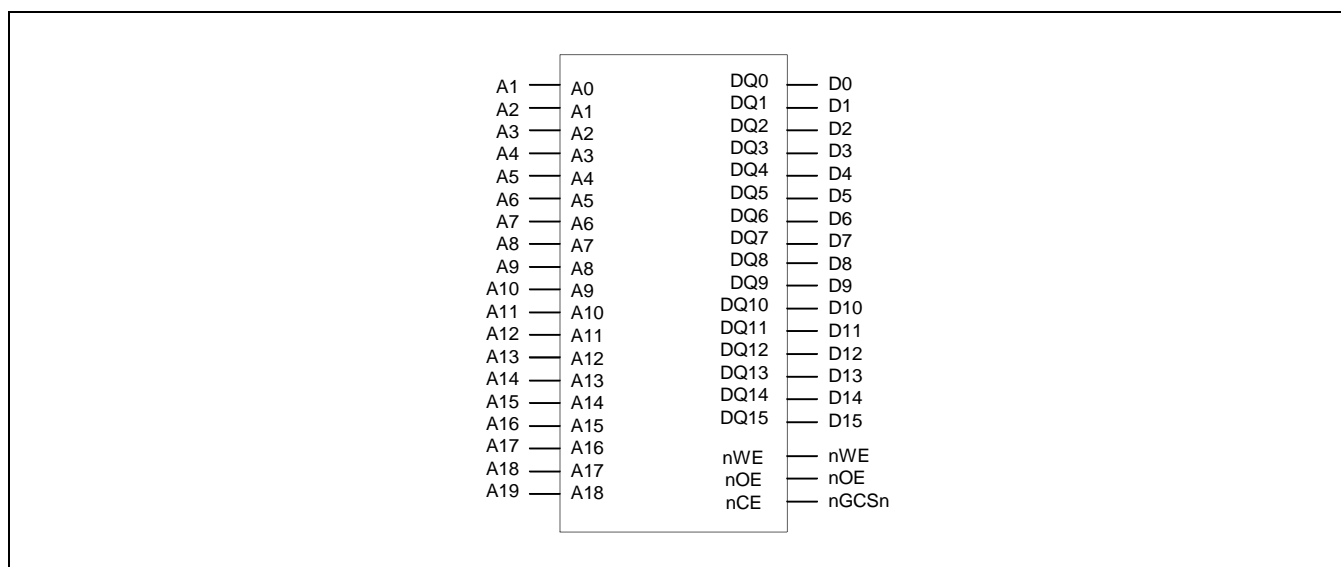 A1 A0 DQ0 D0
A2 A1 DQ1 D1
A3 A2 DQ2 D2
A4 A3 DQ3 D3
A5 A4 DQ4 D4
A6 A5 DQ5 D5
A7 A6 DQ6 D6
A8 A7 DQ7 D7
A9 A8 DQ8 D8
A10 A9 DQ9 D9
A11 A10 DQ10 D10
A12 A11 DQ11 D11
A13 A12 DQ12 D12
A14 A13 DQ13 D13
A15 A14 DQ14 D14
A16 A15 DQ15 D15
A17 A16 nWE nWE
A18 A17 nOE nOE
A19 A18 nCE nGCSn